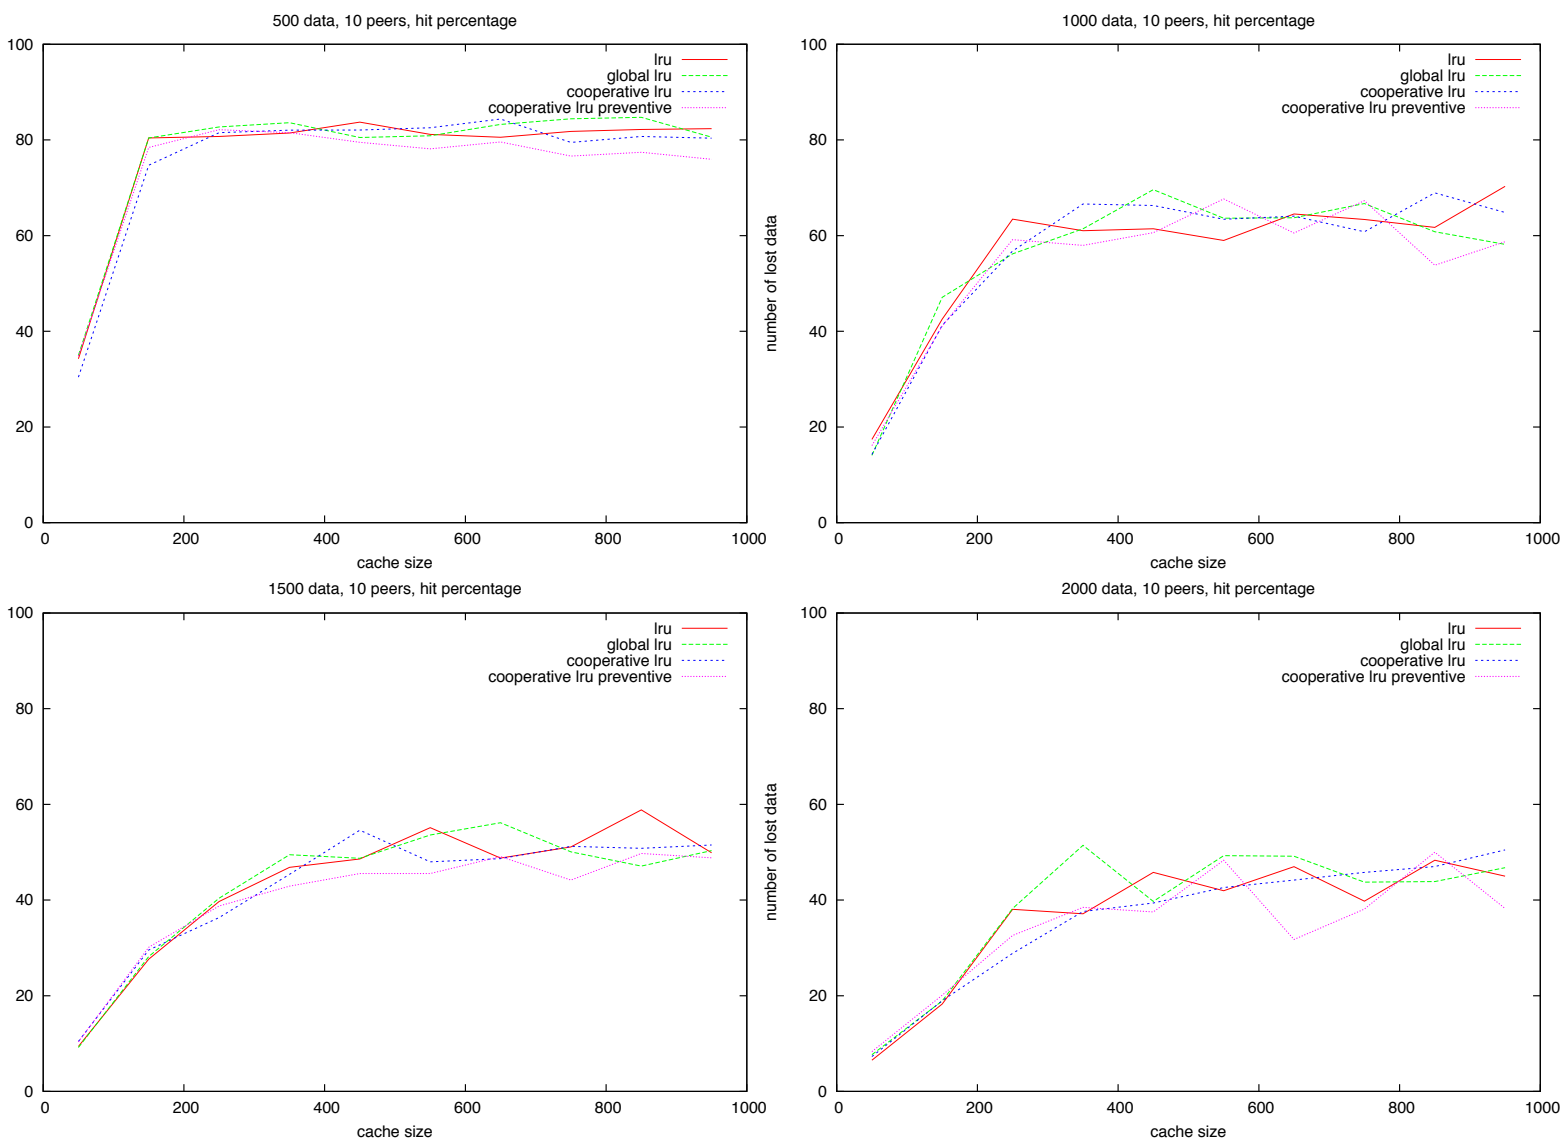 500 data, 10 peers, hit percentage
100
80
60
40
20
0
0 200 400 600 800 1000
cache size
lru
global lru
cooperative lru
cooperative lru preventive
1000 data, 10 peers, hit percentage
number of lost data
100
80
60
40
20
0
0 200 400 600 800 1000
cache size
lru
global lru
cooperative lru
cooperative lru preventive
1500 data, 10 peers, hit percentage
100
80
60
40
20
0
0 200 400 600 800 1000
cache size
lru
global lru
cooperative lru
cooperative lru preventive
2000 data, 10 peers, hit percentage
number of lost data
100
80
60
40
20
0
0 200 400 600 800 1000
cache size
lru
global lru
cooperative lru
cooperative lru preventive